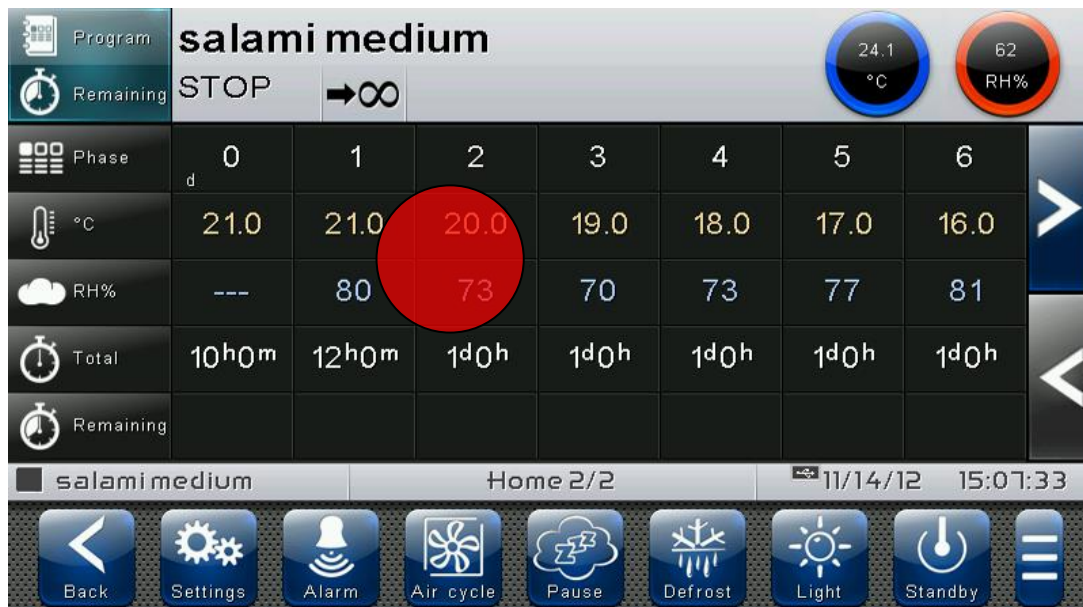 Program salami medium 24.1 °C 62 RH%
Remaining STOP →∞
Phase 0 d 1 2 3 4 5 6
°C 21.0 21.0 20.0 19.0 18.0 17.0 16.0
RH% --- 80 73 70 73 77 81
Total 10h0m 12h0m 1d0h 1d0h 1d0h 1d0h 1d0h
Remaining
salami medium Home 2/2 11/14/12 15:07:33
Back Settings Alarm Air cycle Pause Defrost Light Standby